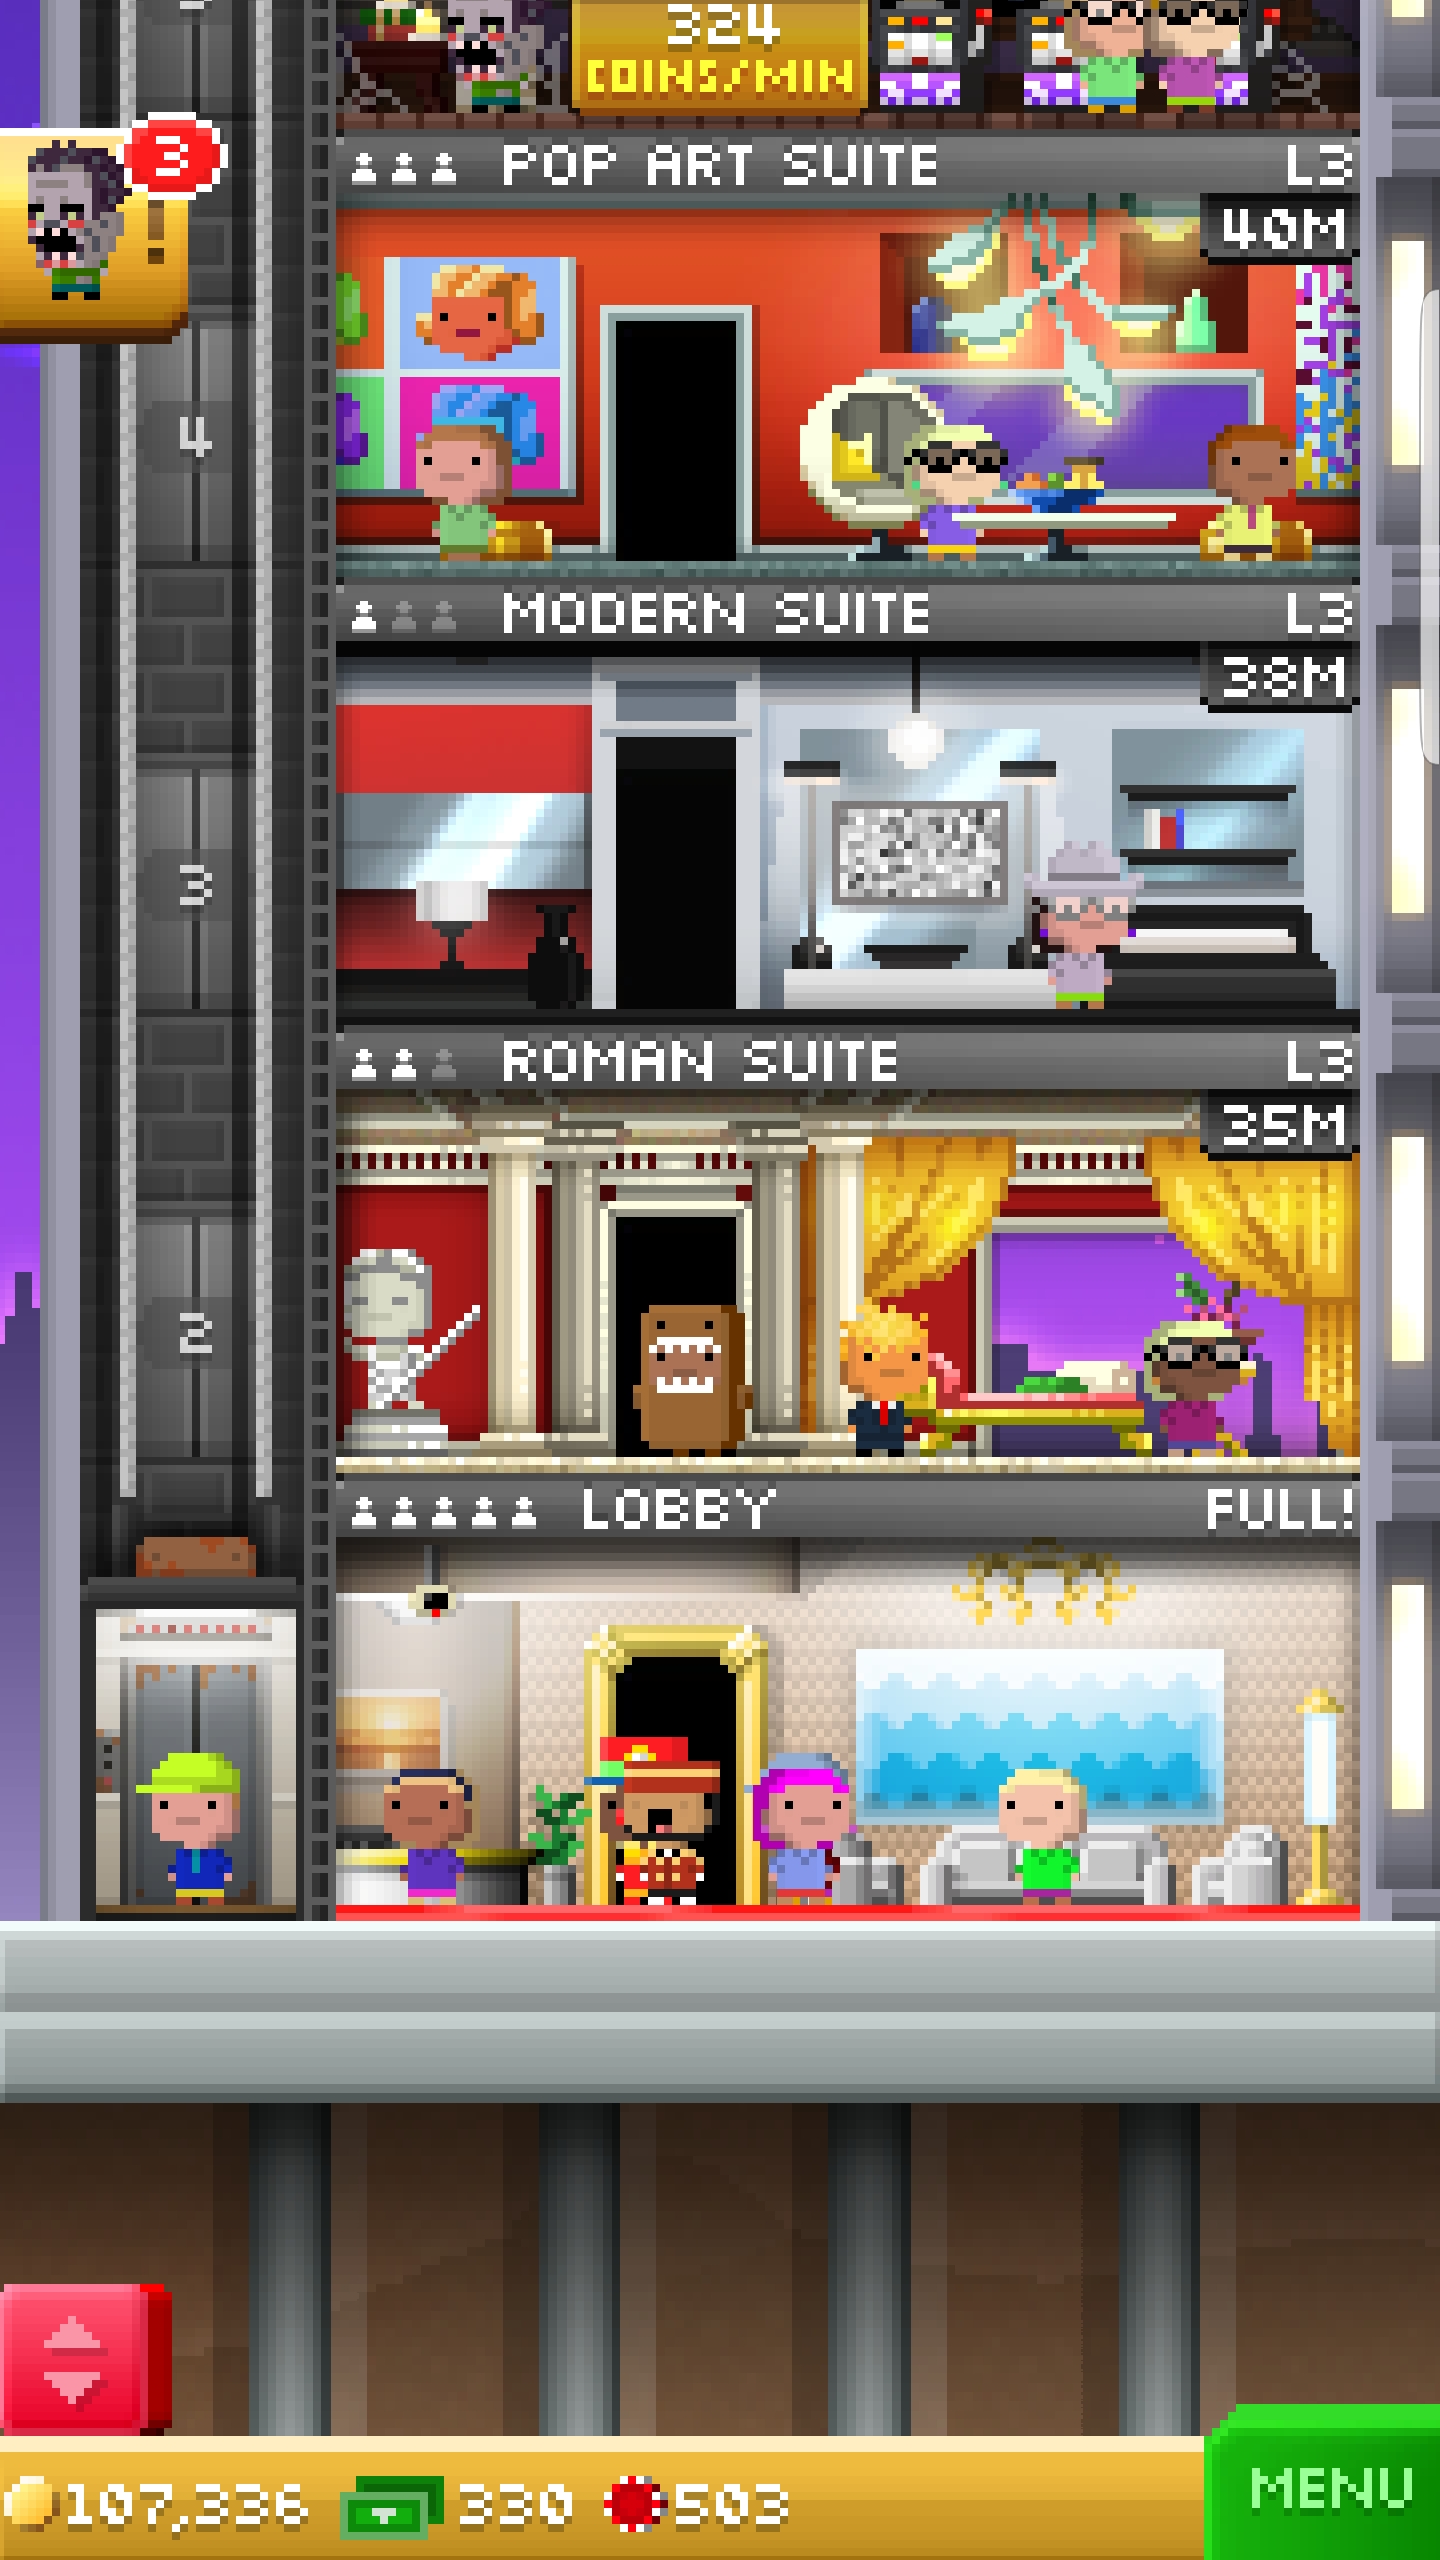 324
COINS/MIN
3
!
POP ART SUITE L3
40M
4
MODERN SUITE L3
38M
3
ROMAN SUITE L3
35M
2
LOBBY FULL!
107,336 330 503
MENU